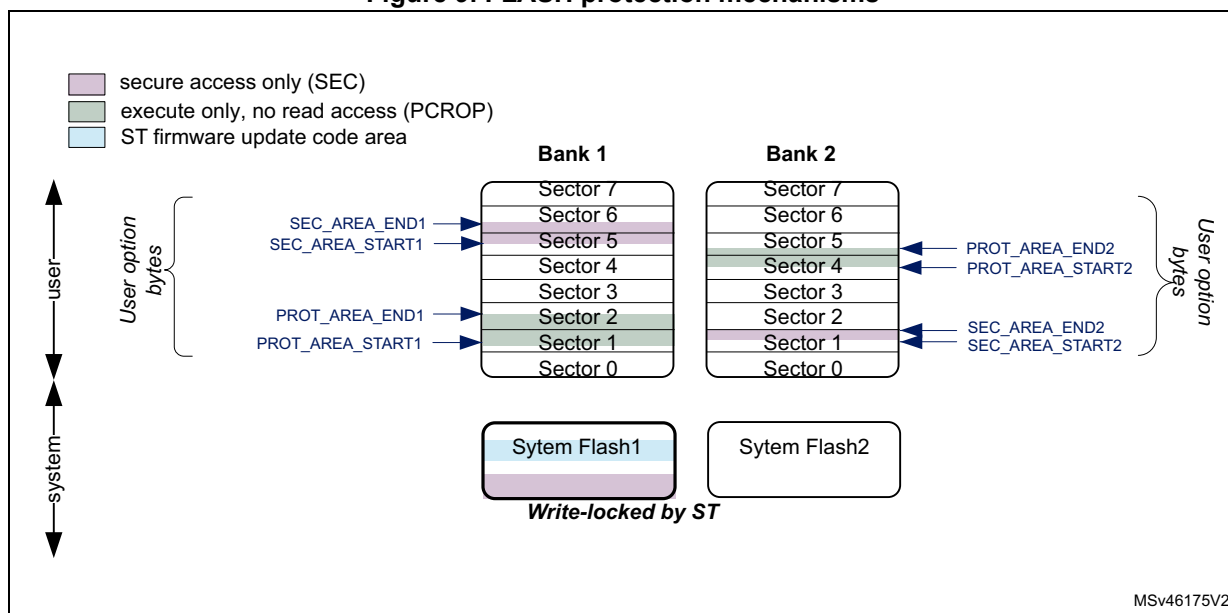 Figure 9. FLASH protection mechanisms
secure access only (SEC)
execute only, no read access (PCROP)
ST firmware update code area
Bank 1
Bank 2
user
system
User option bytes
SEC_AREA_END1
SEC_AREA_START1
PROT_AREA_END1
PROT_AREA_START1
Sector 7
Sector 6
Sector 5
Sector 4
Sector 3
Sector 2
Sector 1
Sector 0
Sector 7
Sector 6
Sector 5
Sector 4
Sector 3
Sector 2
Sector 1
Sector 0
PROT_AREA_END2
PROT_AREA_START2
SEC_AREA_END2
SEC_AREA_START2
User option
bytes
Sytem Flash1
Sytem Flash2
Write-locked by ST
MSv46175V2